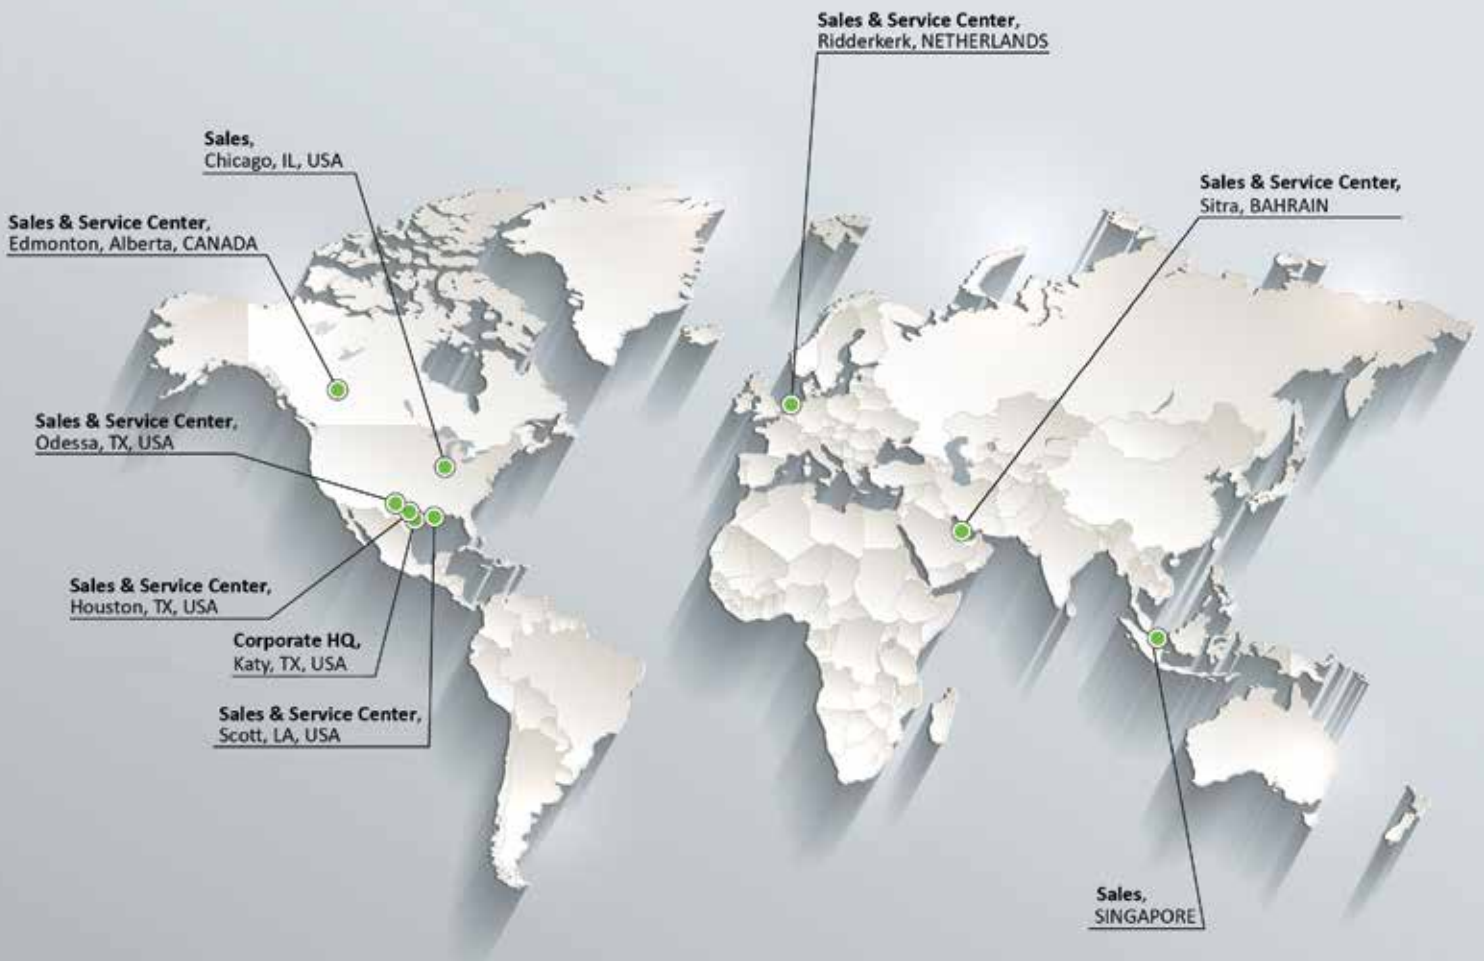 Sales & Service Center,
Ridderkerk, NETHERLANDS
Sales,
Chicago, IL, USA
Sales & Service Center,
Sitra, BAHRAIN
Sales & Service Center,
Edmonton, Alberta, CANADA
Sales & Service Center,
Odessa, TX, USA
Sales & Service Center,
Houston, TX, USA
Corporate HQ,
Katy, TX, USA
Sales & Service Center,
Scott, LA, USA
Sales,
SINGAPORE